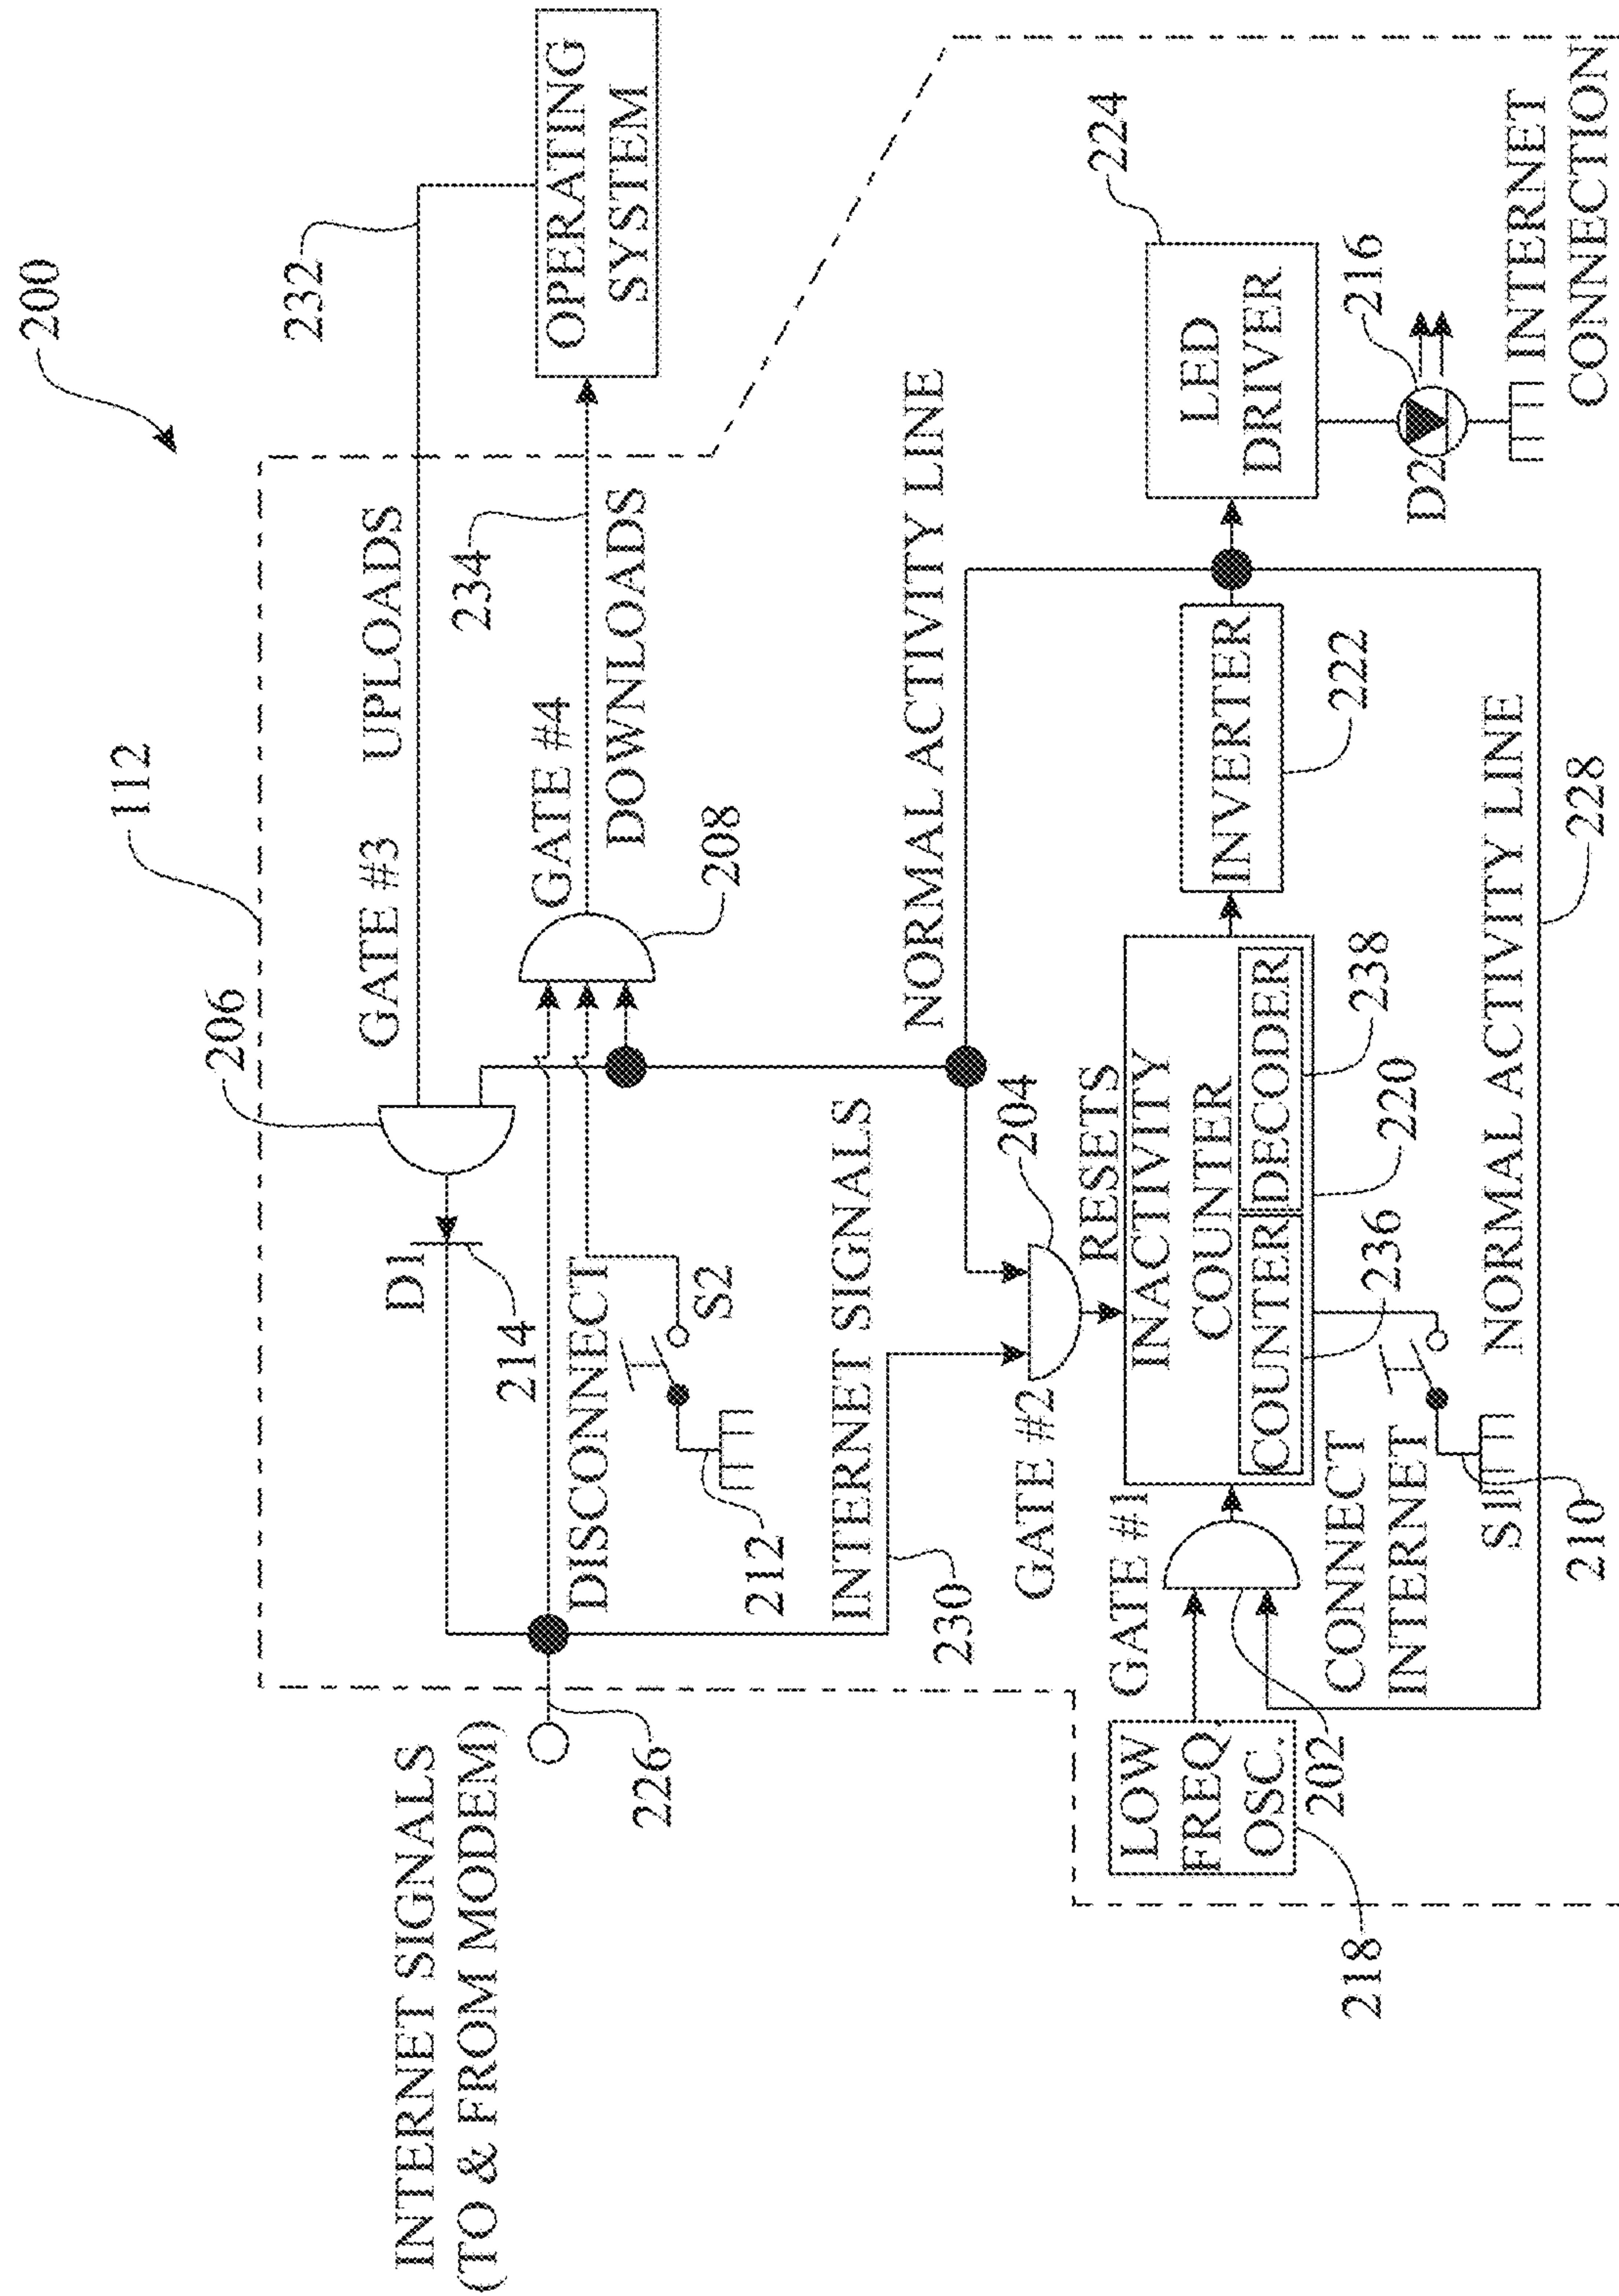 200
112
232
206
GATE #3
UPLOADS
OPERATING
SYSTEM
D1
214
GATE #4
234
DOWNLOADS
INTERNET SIGNALS
(TO & FROM MODEM)
226
DISCONNECT
S2
212
208
INTERNET SIGNALS
230
NORMAL ACTIVITY LINE
204
GATE #2
RESETS
224
GATE #1
INACTIVITY
COUNTER
COUNTER
DECODER
INVERTER
LED
DRIVER
LOW
FREQ
OSC.
202
218
CONNECT
INTERNET
236
220
238
222
216
D2
S1
210
NORMAL ACTIVITY LINE
228
INTERNET
CONNECTION